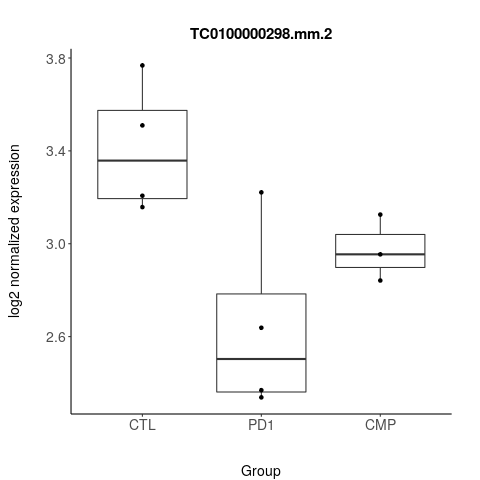 TC0100000298.mm.2
log2 normalized expression
3.8
3.4
3.0
2.6
CTL PD1 CMP
Group